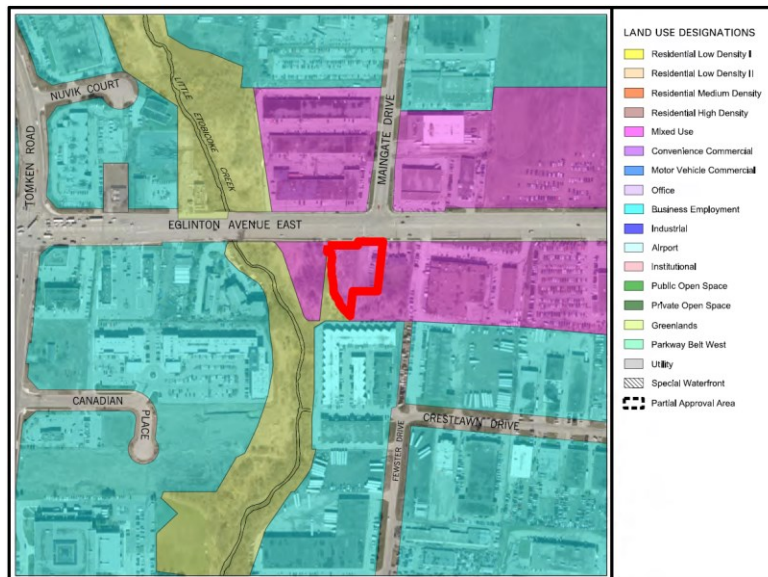 NUVIK COURT
TOMKEN ROAD
LITTLE ETOBICOKE CREEK
MAINGATE DRIVE
EGLINTON AVENUE EAST
CANADIAN
PLACE
CRESTLAWN DRIVE
FEWSTER DRIVE
LAND USE DESIGNATIONS
Residential Low Density I
Residential Low Density II
Residential Medium Density
Residential High Density
Mixed Use
Convenience Commercial
Motor Vehicle Commercial
Office
Business Employment
Industrial
Airport
Institutional
Public Open Space
Private Open Space
Greenlands
Parkway Belt West
Utility
Special Waterfront
Partial Approval Area